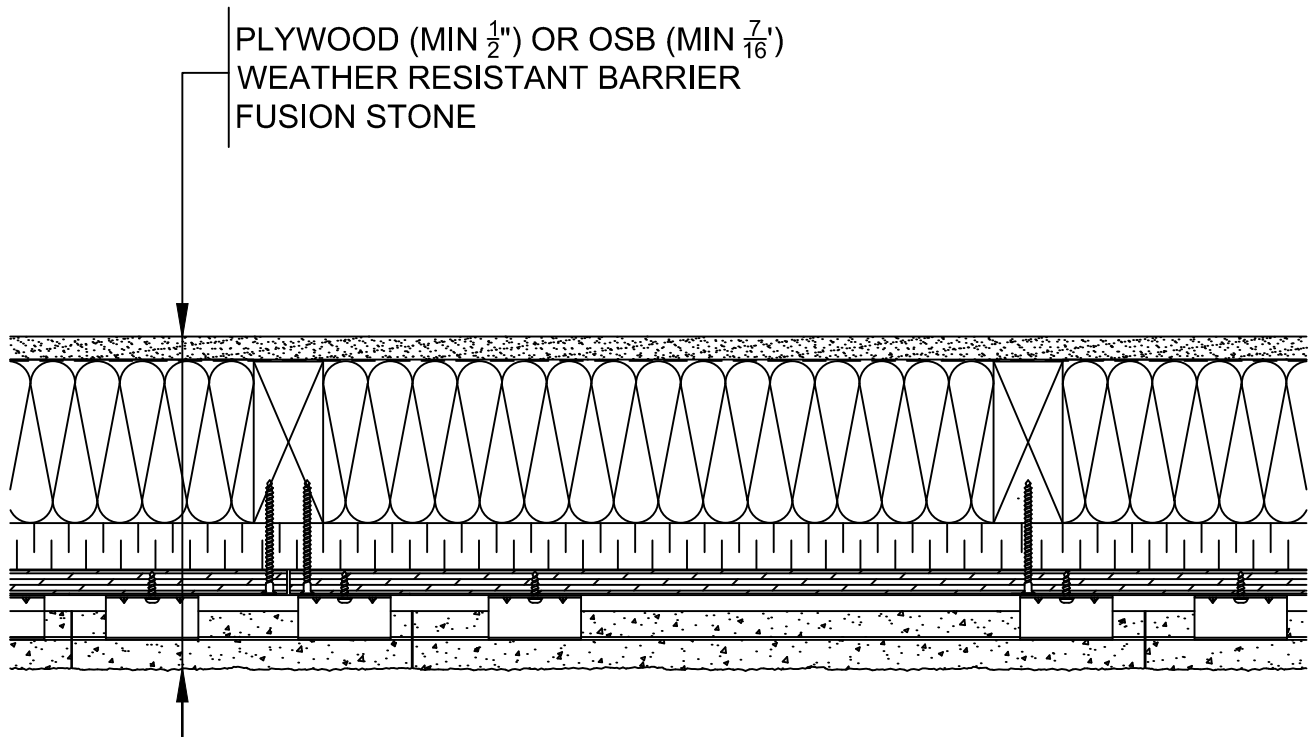 PLYWOOD (MIN 1/2") OR OSB (MIN 7/16')
WEATHER RESISTANT BARRIER
FUSION STONE